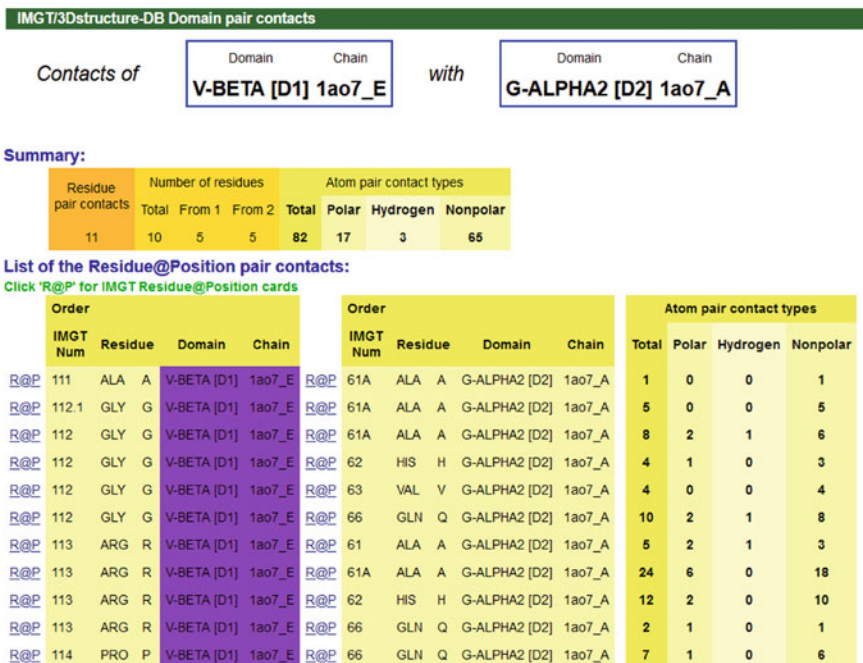 IMGT/3Dstructure-DB Domain pair contacts
Contacts of
Domain Chain
V-BETA [D1] 1ao7_E
with
Domain Chain
G-ALPHA2 [D2] 1ao7_A
Summary:
Residue pair contacts Number of residues Atom pair contact types
Total From 1 From 2 Total Polar Hydrogen Nonpolar
11 10 5 5 82 17 3 65
List of the Residue@Position pair contacts:
Click 'R@P' for IMGT Residue@Position cards
Order Order Atom pair contact types
IMGT Num Residue Domain Chain IMGT Num Residue Domain Chain Total Polar Hydrogen Nonpolar
R@P 111 ALA A V-BETA [D1] 1ao7_E R@P 61A ALA A G-ALPHA2 [D2] 1ao7_A 1 0 0 1
R@P 112.1 GLY G V-BETA [D1] 1ao7_E R@P 61A ALA A G-ALPHA2 [D2] 1ao7_A 5 0 0 5
R@P 112 GLY G V-BETA [D1] 1ao7_E R@P 61A ALA A G-ALPHA2 [D2] 1ao7_A 8 2 1 6
R@P 112 GLY G V-BETA [D1] 1ao7_E R@P 62 HIS H G-ALPHA2 [D2] 1ao7_A 4 1 0 3
R@P 112 GLY G V-BETA [D1] 1ao7_E R@P 63 VAL V G-ALPHA2 [D2] 1ao7_A 4 0 0 4
R@P 112 GLY G V-BETA [D1] 1ao7_E R@P 66 GLN Q G-ALPHA2 [D2] 1ao7_A 10 2 1 8
R@P 113 ARG R V-BETA [D1] 1ao7_E R@P 61 ALA A G-ALPHA2 [D2] 1ao7_A 5 2 1 3
R@P 113 ARG R V-BETA [D1] 1ao7_E R@P 61A ALA A G-ALPHA2 [D2] 1ao7_A 24 6 0 18
R@P 113 ARG R V-BETA [D1] 1ao7_E R@P 62 HIS H G-ALPHA2 [D2] 1ao7_A 12 2 0 10
R@P 113 ARG R V-BETA [D1] 1ao7_E R@P 66 GLN Q G-ALPHA2 [D2] 1ao7_A 2 1 0 1
R@P 114 PRO P V-BETA [D1] 1ao7_E R@P 66 GLN Q G-ALPHA2 [D2] 1ao7_A 7 1 0 6